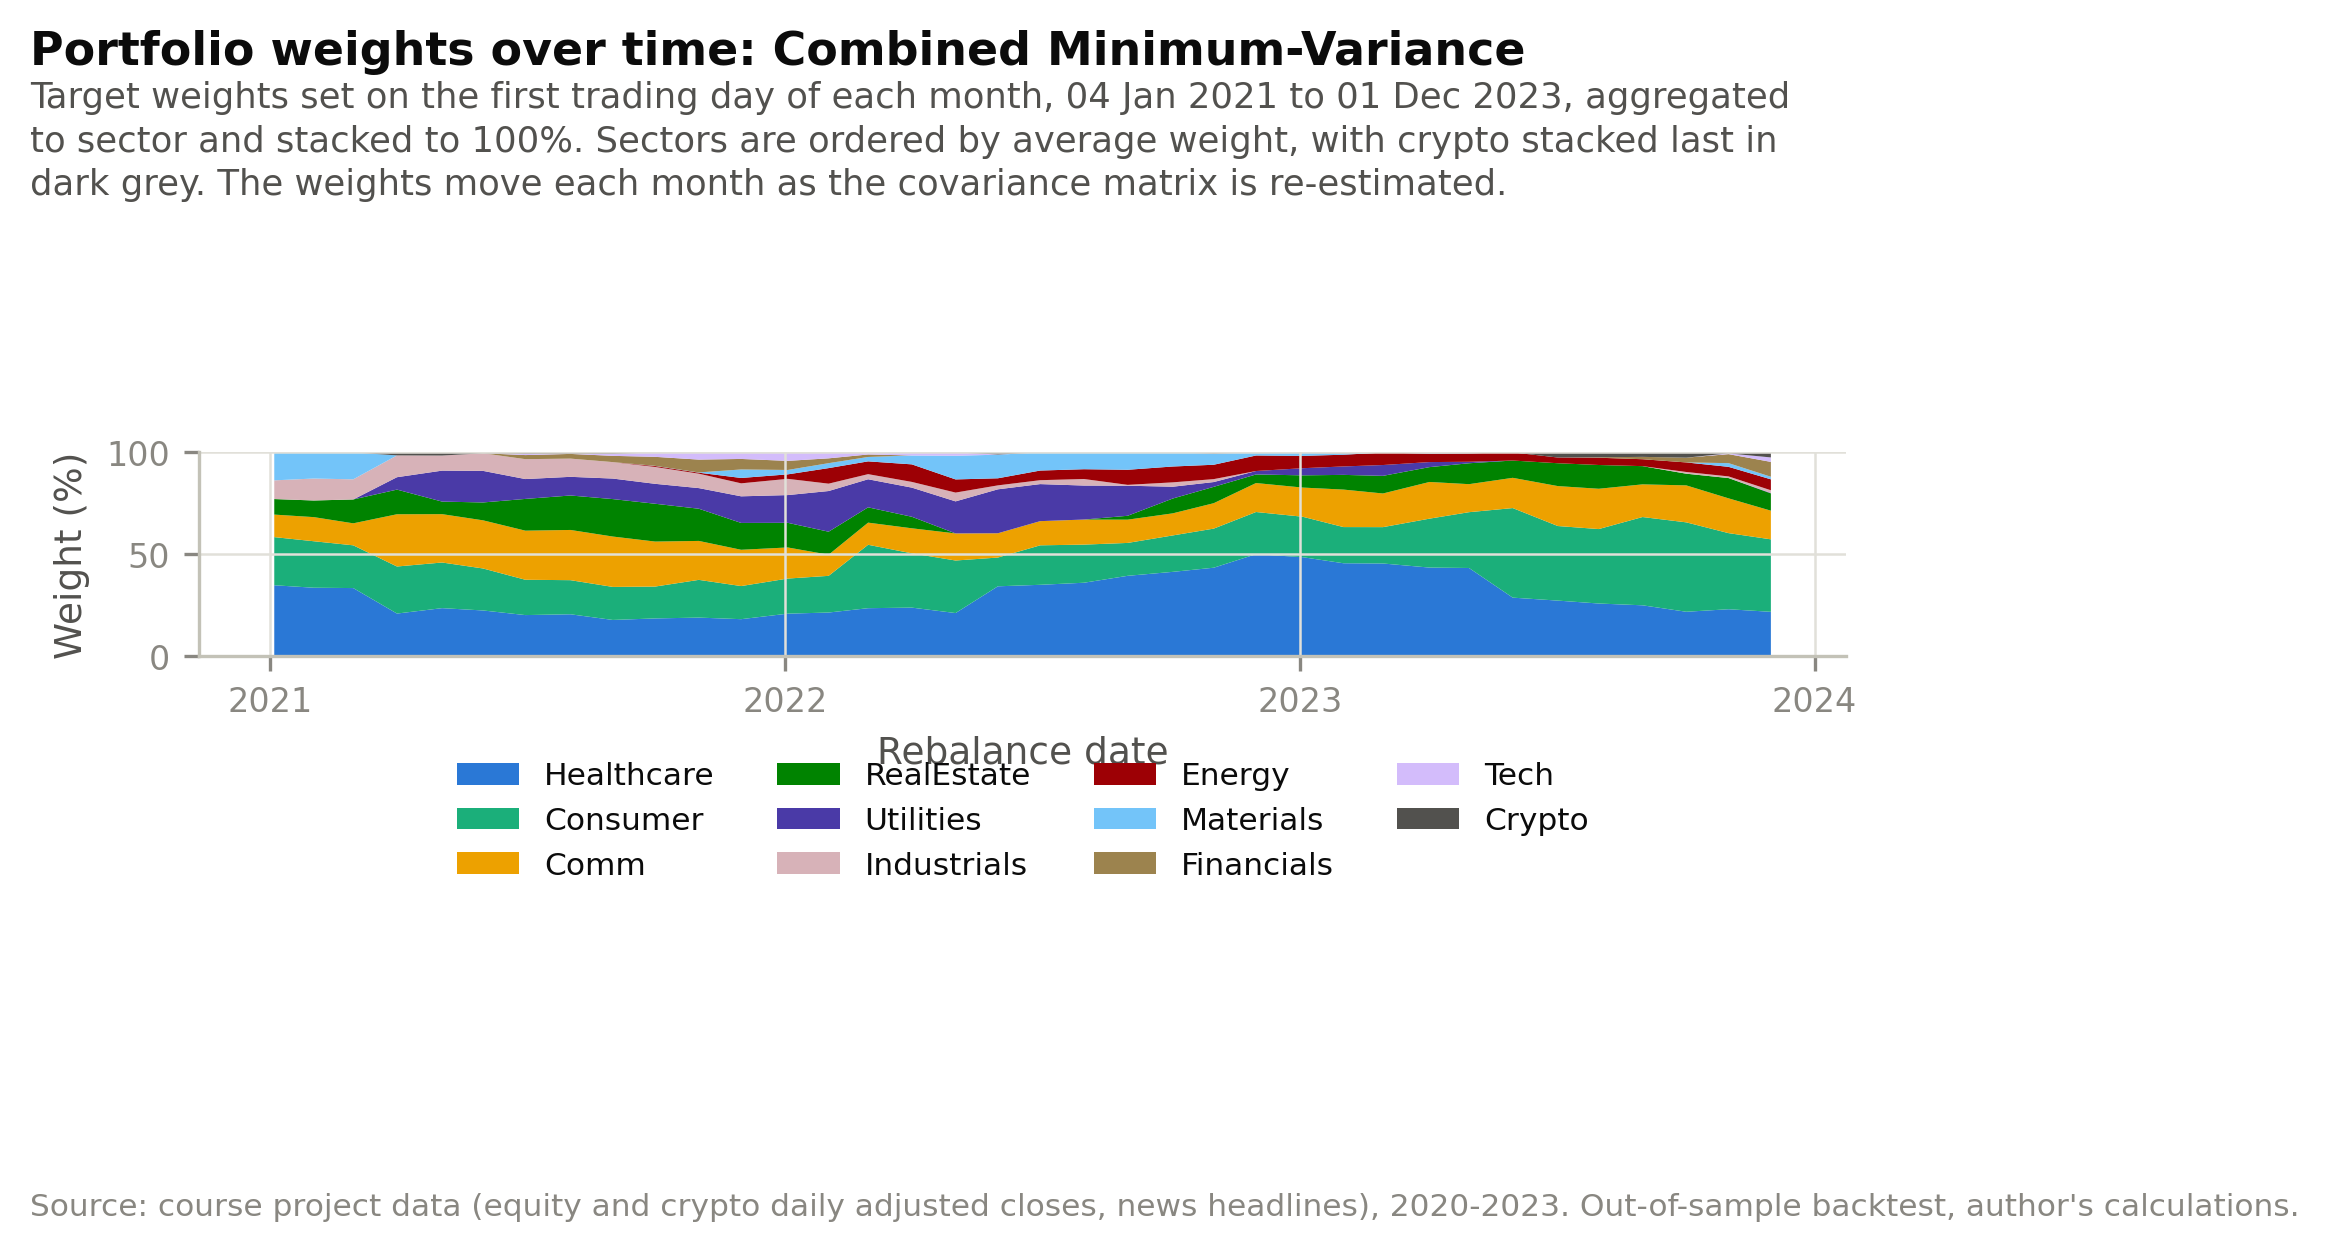 Portfolio weights over time: Combined Minimum-Variance
Target weights set on the first trading day of each month, 04 Jan 2021 to 01 Dec 2023, aggregated
to sector and stacked to 100%. Sectors are ordered by average weight, with crypto stacked last in
dark grey. The weights move each month as the covariance matrix is re-estimated.
Weight (%)
100
50
0
2021 2022 2023 2024
Rebalance date
Healthcare RealEstate Energy Tech
Consumer Utilities Materials Crypto
Comm Industrials Financials
Source: course project data (equity and crypto daily adjusted closes, news headlines), 2020-2023. Out-of-sample backtest, author's calculations.